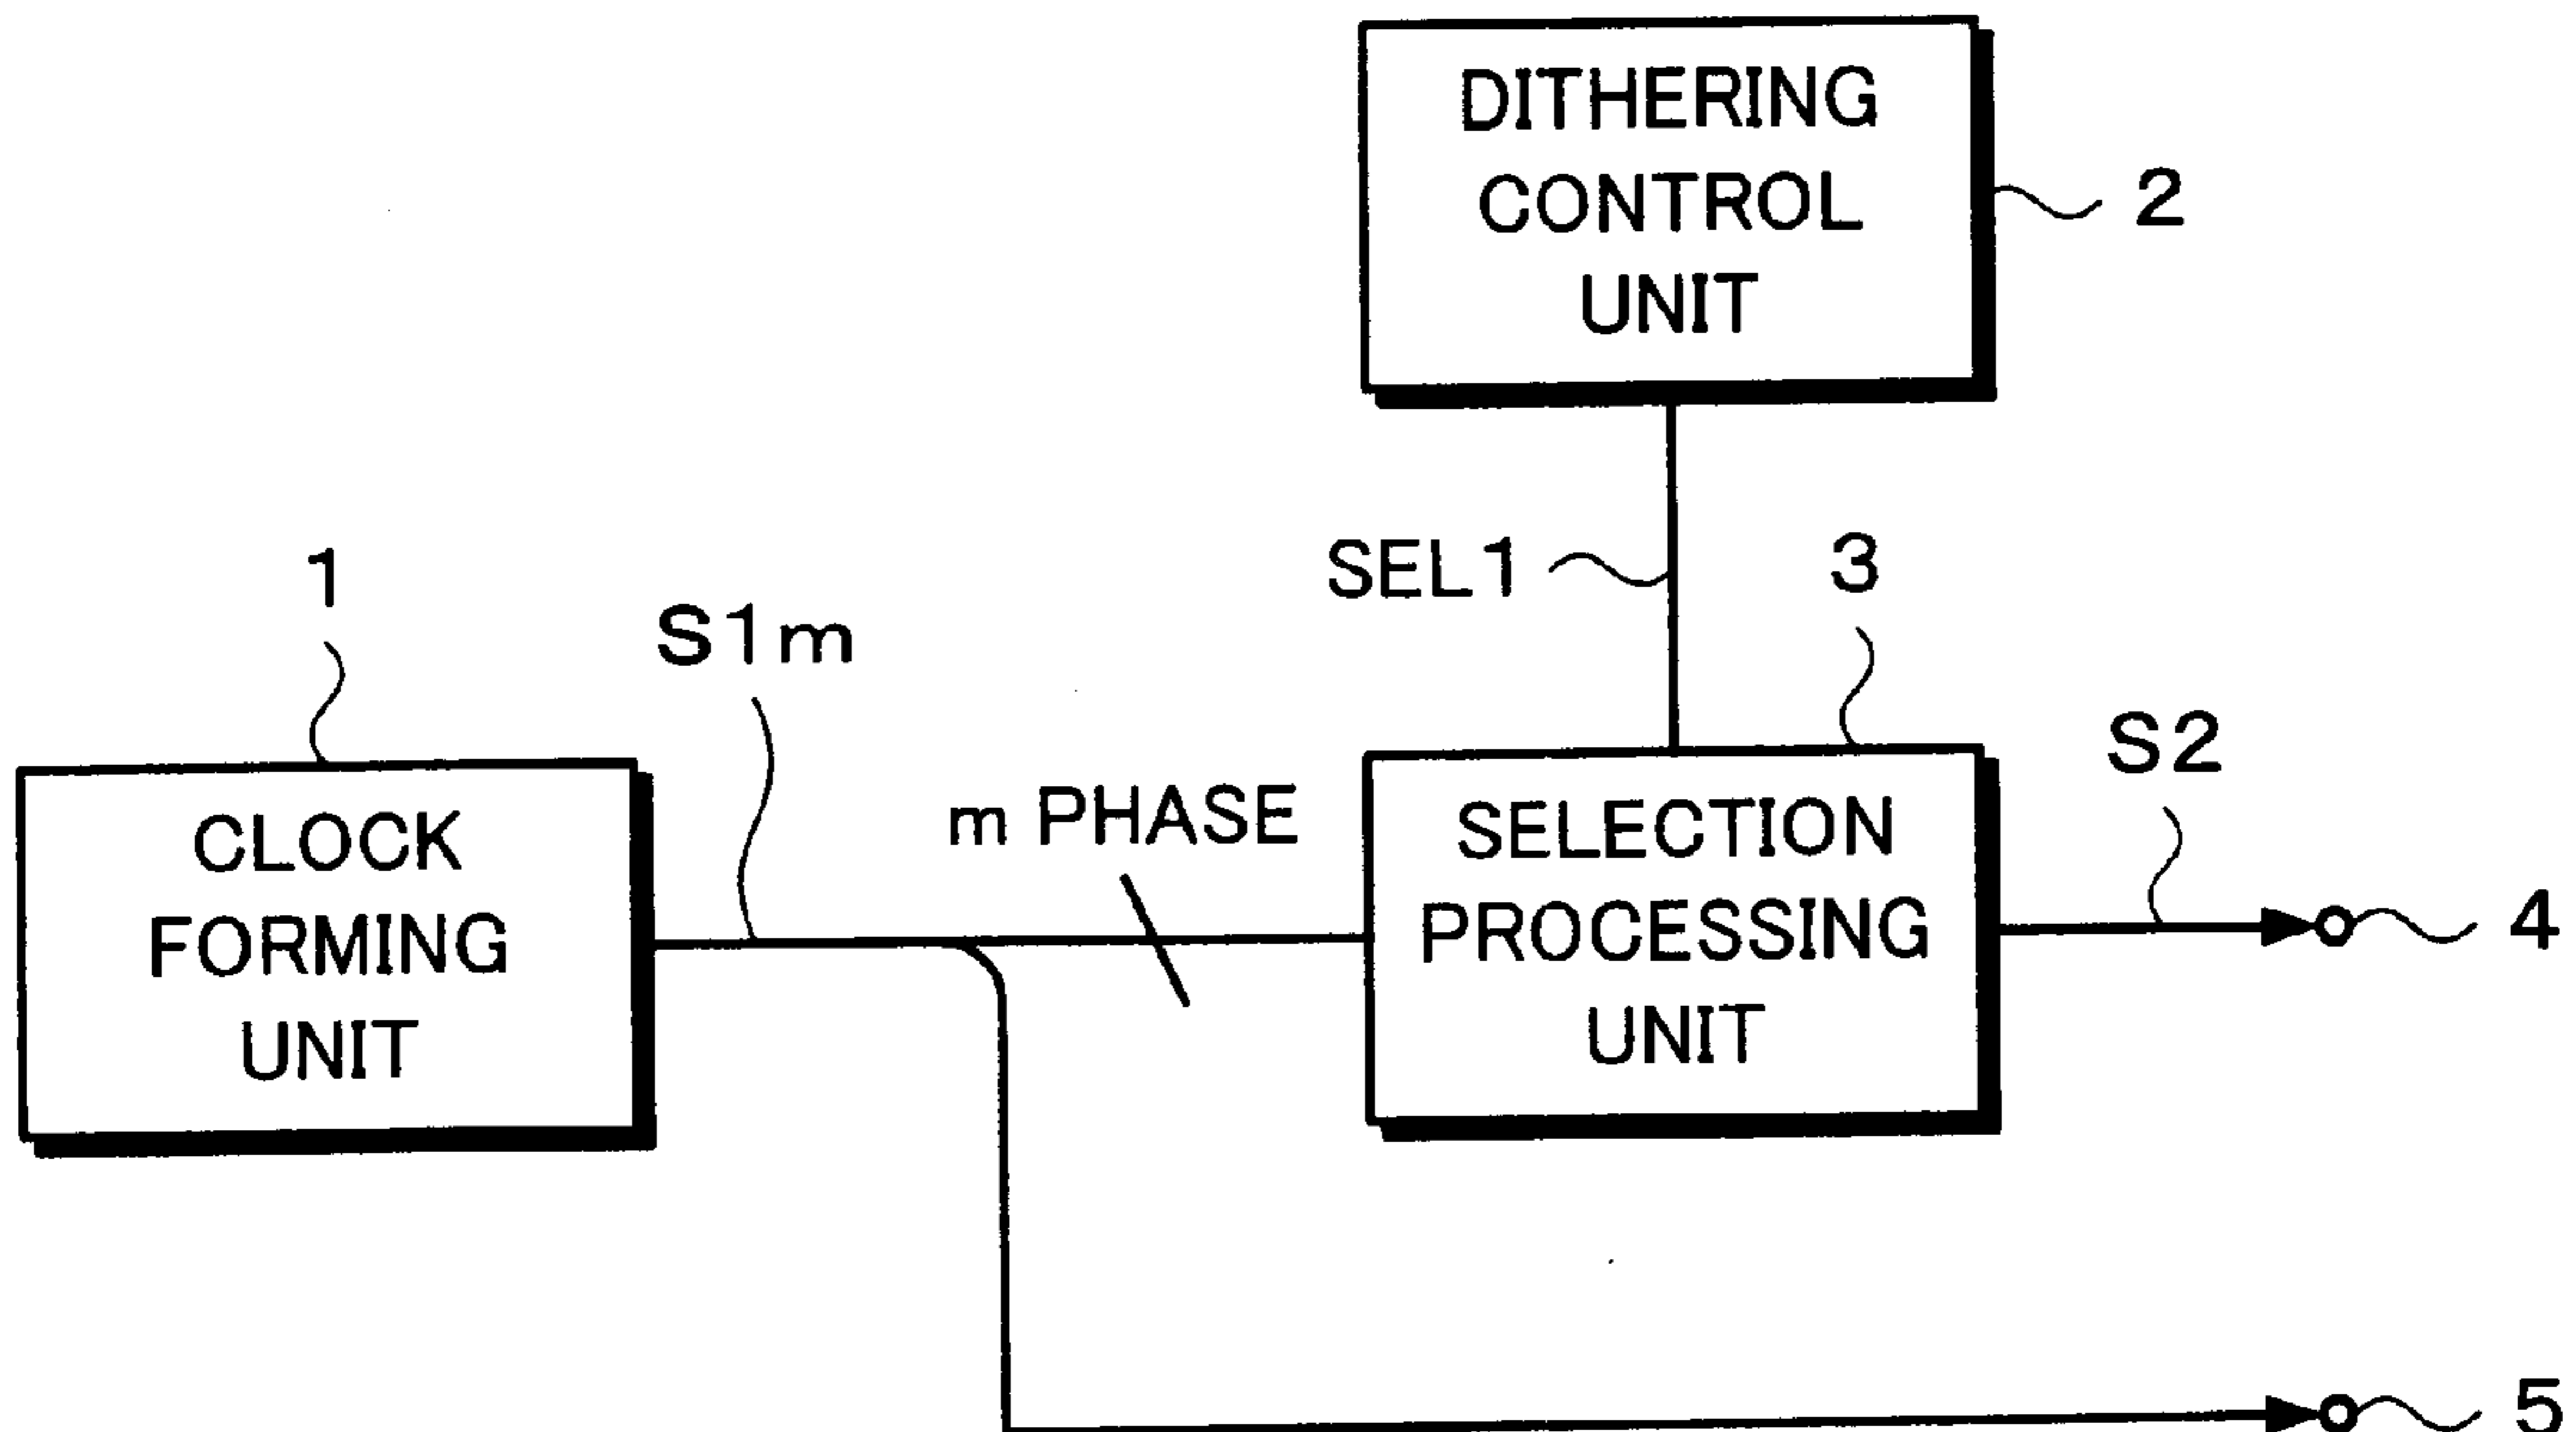 DITHERING
CONTROL
UNIT
2
SEL1
3
1
S1m
S2
m PHASE
CLOCK
FORMING
UNIT
SELECTION
PROCESSING
UNIT
4
5